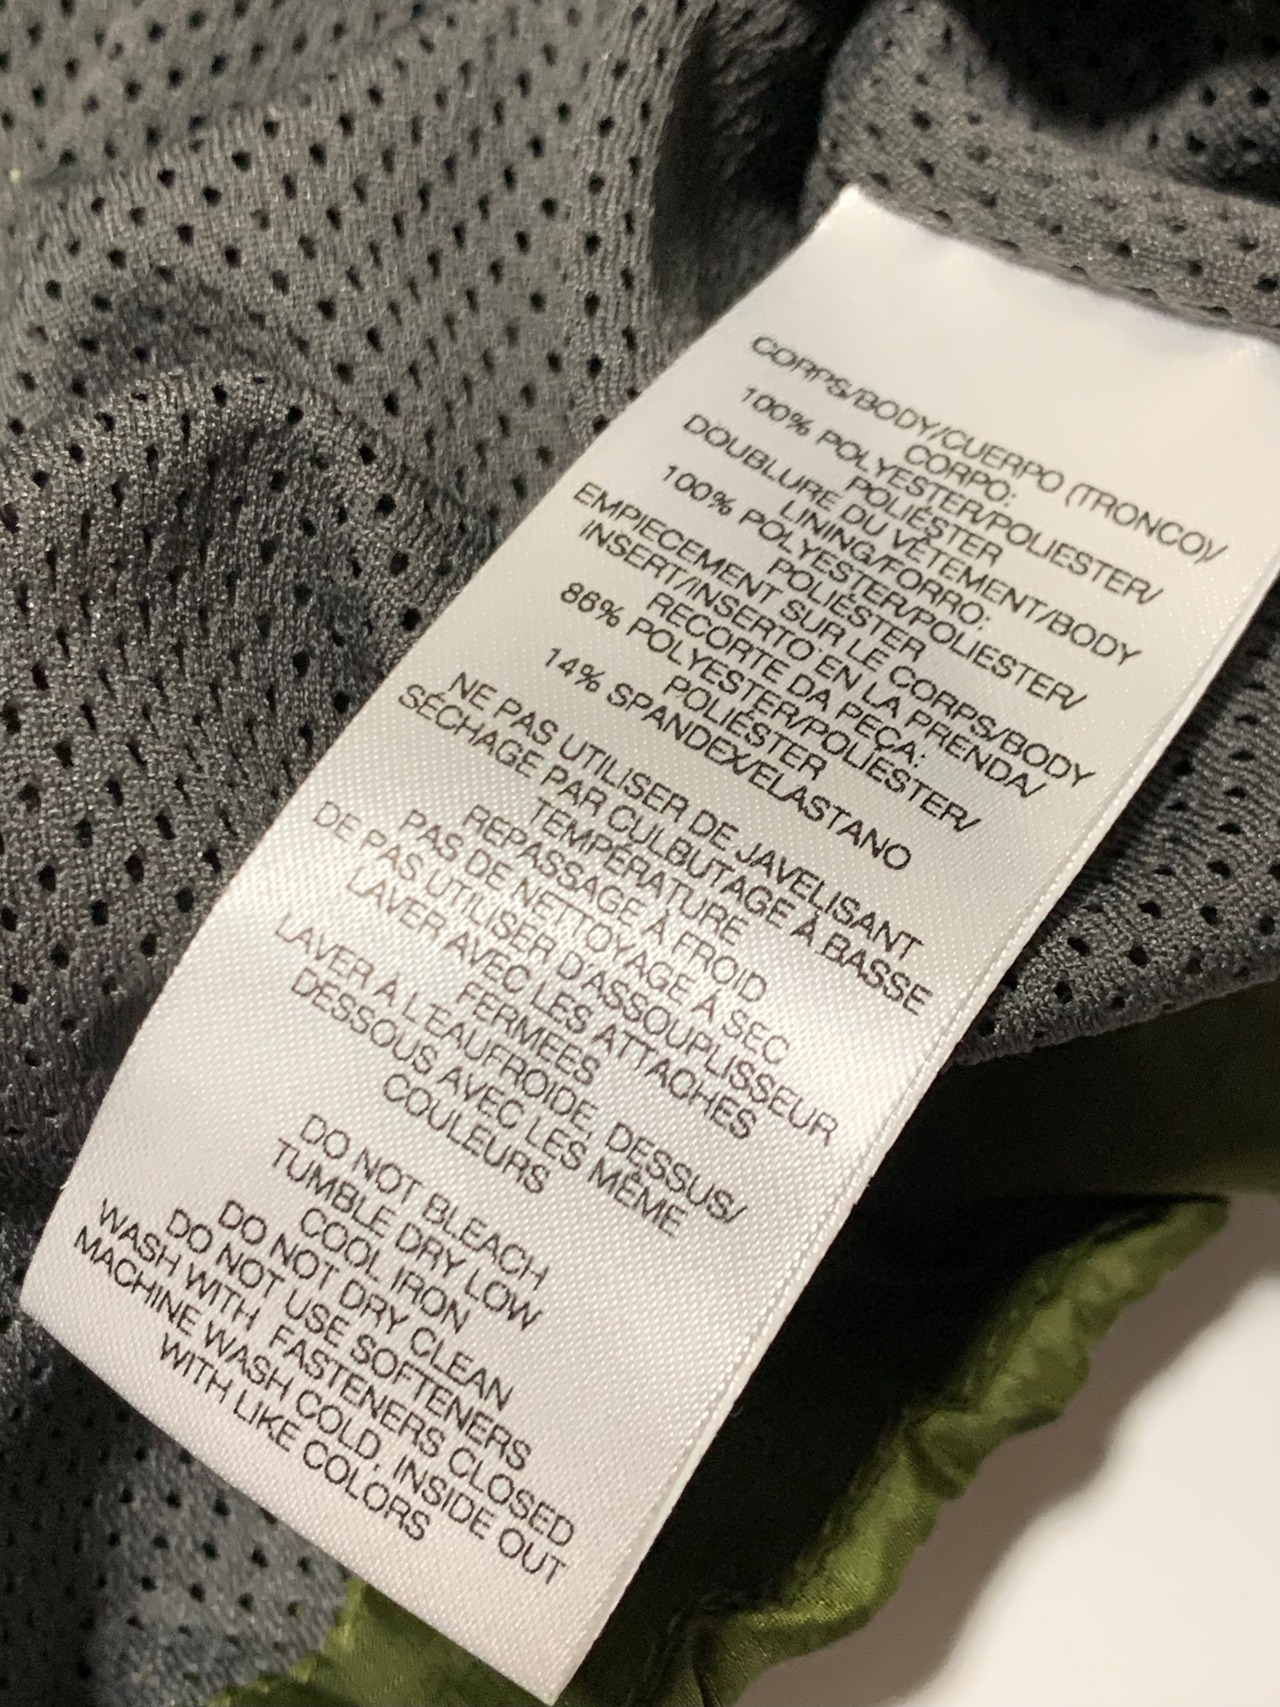 CORPS/BODY/CUERPO (TRONCO)/
CORPO:
100% POLYESTER/POLIESTER/
POLIÉSTER
DOUBLURE DU VÊTEMENT/BODY
LINING/FORRO:
100% POLYESTER/POLIESTER/
POLIÉSTER
EMPIECEMENT SUR LE CORPS/BODY
INSERT/INSERTO EN LA PRENDA/
RECORTE DA PEÇA:
86% POLYESTER/POLIESTER/
POLIÉSTER
14% SPANDEX/ELASTANO
NE PAS UTILISER DE JAVELISANT
SÉCHAGE PAR CULBUTAGE À BASSE
TEMPÉRATURE
REPASSAGE À FROID
PAS DE NETTOYAGE À SEC
DE PAS UTILISER D'ASSOUPLISSEUR
LAVER AVEC LES ATTACHES
FERMÉES
LAVER À L'EAUFROIDE, DESSUS/
DESSOUS AVEC LES MÊME
COULEURS
DO NOT BLEACH
TUMBLE DRY LOW
COOL IRON
DO NOT DRY CLEAN
DO NOT USE SOFTENERS
WASH WITH FASTENERS CLOSED
MACHINE WASH COLD, INSIDE OUT
WITH LIKE COLORS